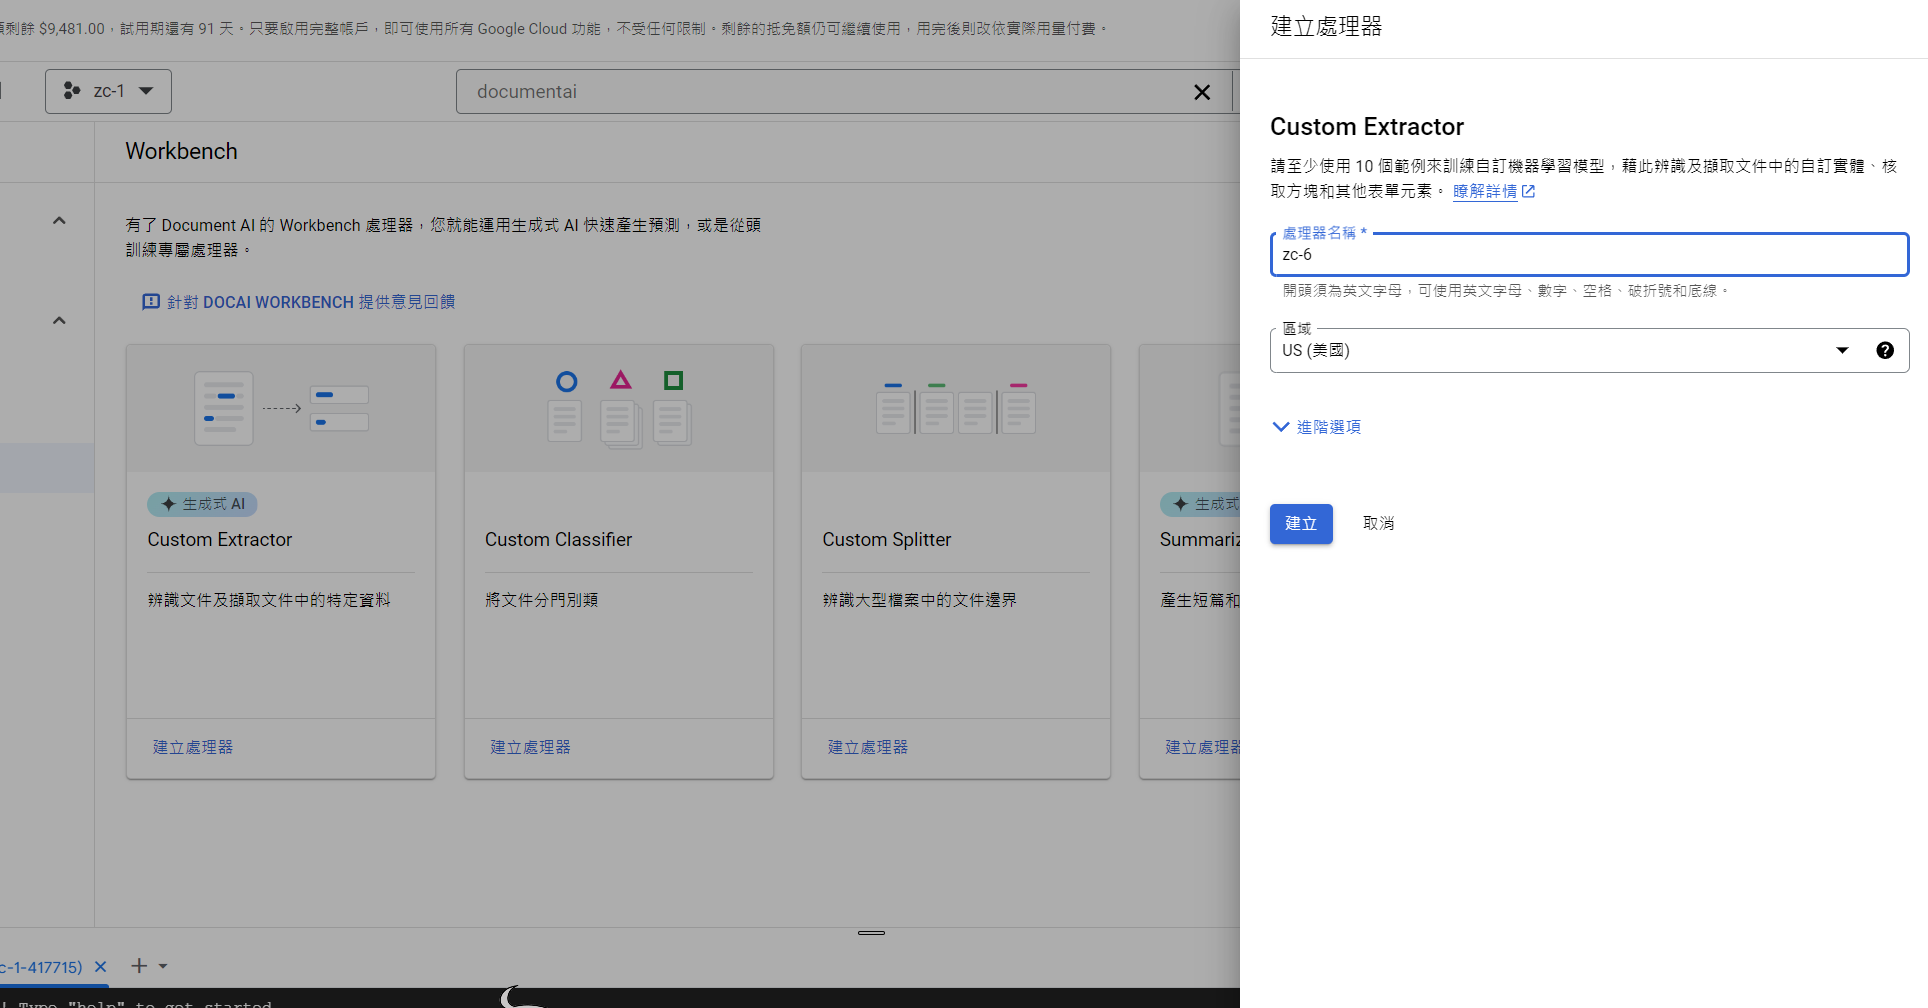 剩餘 $9,481.00，試用期還有 91 天。只要啟用完整帳戶，即可使用所有 Google Cloud 功能，不受任何限制。剩餘的抵免額仍可繼續使用，用完後則改依實際用量付費。
zc-1
documentai
Workbench
有了 Document AI 的 Workbench 處理器，您就能運用生成式 AI 快速產生預測，或是從頭
訓練專屬處理器。
針對 DOCAI WORKBENCH 提供意見回饋
生成式 AI
Custom Extractor
辨識文件及擷取文件中的特定資料
建立處理器
Custom Classifier
將文件分門別類
建立處理器
Custom Splitter
辨識大型檔案中的文件邊界
建立處理器
生成式
Summariz
產生短篇和
建立處理器
c-1-417715)
! Type "help" to get started
建立處理器
Custom Extractor
請至少使用 10 個範例來訓練自訂機器學習模型，藉此辨識及擷取文件中的自訂實體、核
取方塊和其他表單元素。 瞭解詳情
處理器名稱 *
zc-6
開頭須為英文字母，可使用英文字母、數字、空格、破折號和底線。
區域
US (美國)
進階選項
建立
取消